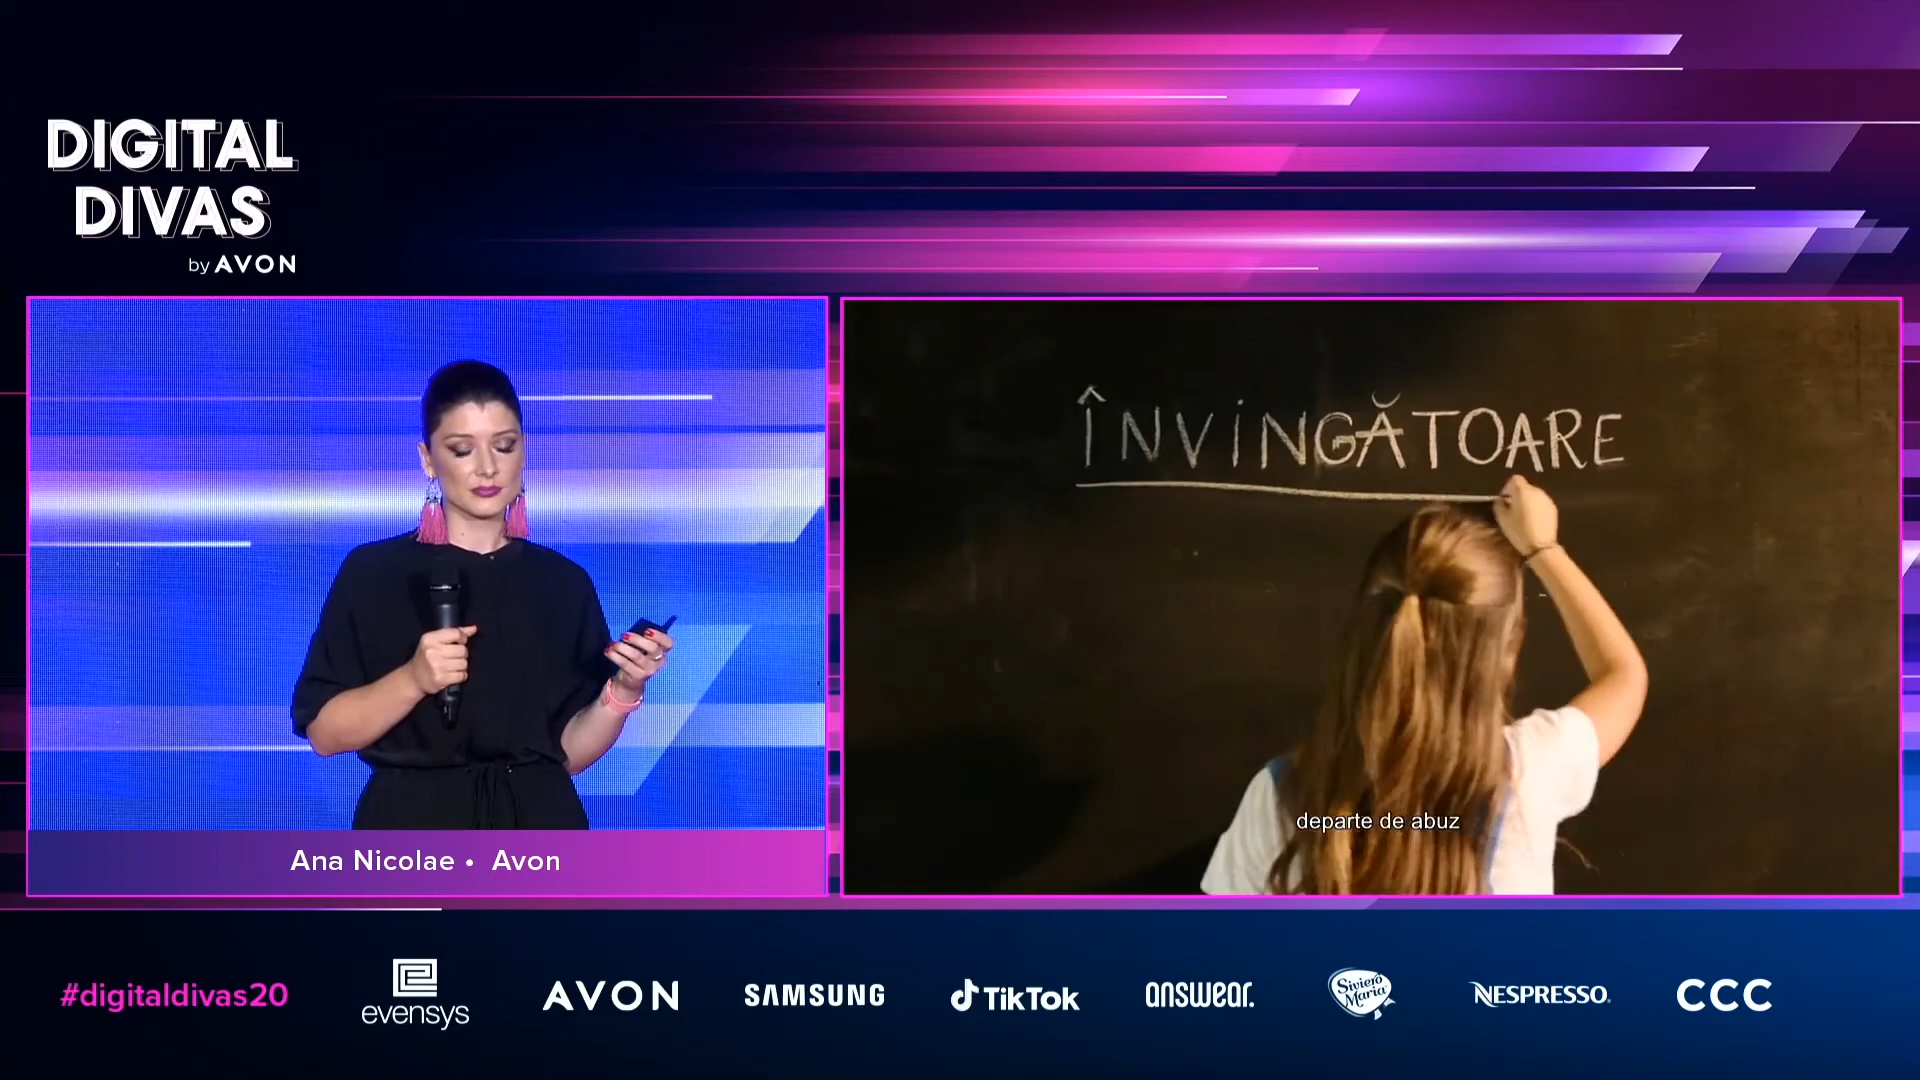 DIGITAL
DIVAS
by AVON
ÎNVINGĂTOARE
departe de abuz
Ana Nicolae • Avon
#digitaldivas20
evensys
AVON
SAMSUNG
TikTok
answear.
Siviero
Maria
NESPRESSO.
CCC